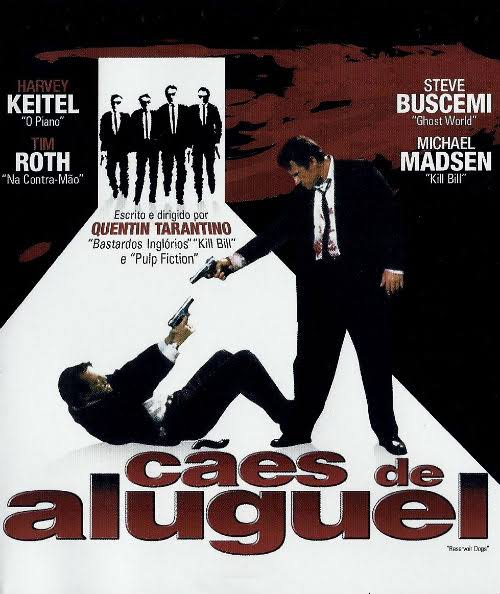 HARVEY
KEITEL
"O Piano"
TIM
ROTH
"Na Contra-Mão"
STEVE
BUSCEMI
"Ghost World"
MICHAEL
MADSEN
"Kill Bill"
Escrito e dirigido por
QUENTIN TARANTINO
"Bastardos Inglórios" "Kill Bill"
e "Pulp Fiction"
cães de
aluguel
"Reservoir Dogs"